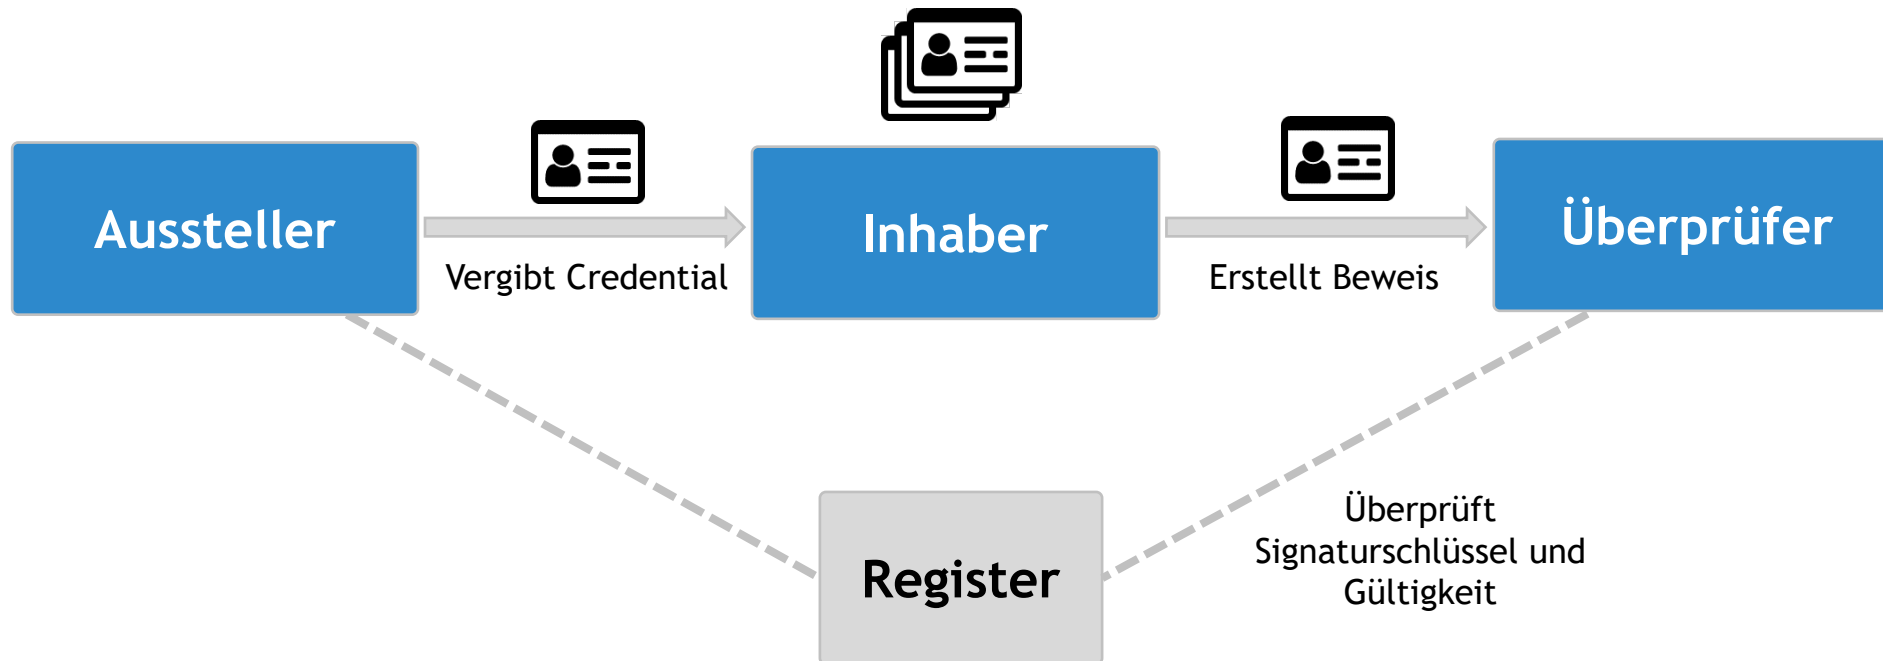 Aussteller
Vergibt Credential
Inhaber
Erstellt Beweis
Überprüfer
Register
Überprüft
Signaturschlüssel und
Gültigkeit